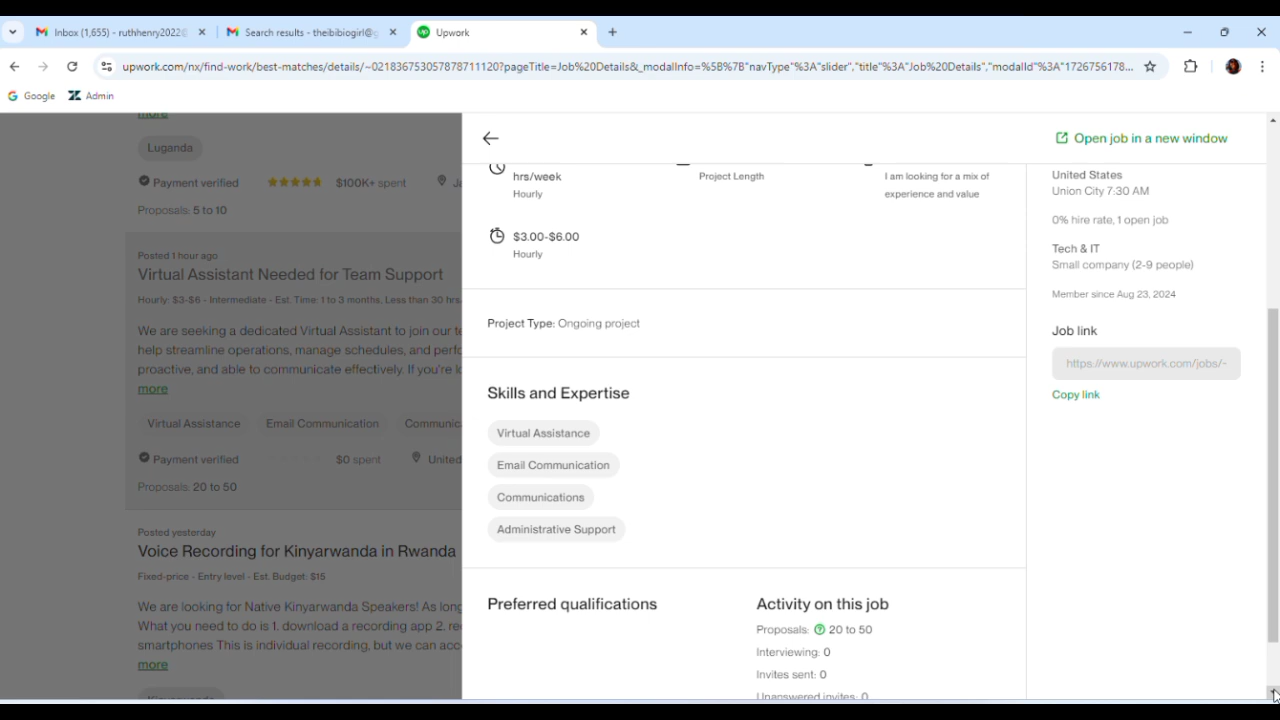 Inbox (1,655) - ruthhenry2022@
Search results - theibibiogirl@g
Upwork
upwork.com/nx/find-work/best-matches/details/~021836753057878711120?pageTitle=Job%20Details&_modalInfo=%5B%7B"navType"%3A"slider","title"%3A"Job%20Details","modalId"%3A"1726756178...
Google
Admin
more
Luganda
Payment verified
$100K+ spent
Proposals: 5 to 10
Posted 1 hour ago
Virtual Assistant Needed for Team Support
Hourly: $3-$6 - Intermediate - Est. Time: 1 to 3 months, Less than 30 hrs
We are seeking a dedicated Virtual Assistant to join our te
help streamline operations, manage schedules, and perfo
proactive, and able to communicate effectively. If you're lo
more
Virtual Assistance
Email Communication
Communic
Payment verified
$0 spent
United
Proposals: 20 to 50
Posted yesterday
Voice Recording for Kinyarwanda in Rwanda
Fixed-price - Entry level - Est. Budget: $15
We are looking for Native Kinyarwanda Speakers! As long
What you need to do is 1. download a recording app 2. re
smartphones This is individual recording, but we can acc
more
Open job in a new window
hrs/week
Hourly
Project Length
I am looking for a mix of
experience and value
$3.00-$6.00
Hourly
Project Type: Ongoing project
Skills and Expertise
Virtual Assistance
Email Communication
Communications
Administrative Support
Preferred qualifications
Activity on this job
Proposals: 20 to 50
Interviewing: 0
Invites sent: 0
Unanswered invites: 0
United States
Union City 7:30 AM
0% hire rate, 1 open job
Tech & IT
Small company (2-9 people)
Member since Aug 23, 2024
Job link
https://www.upwork.com/jobs/~
Copy link